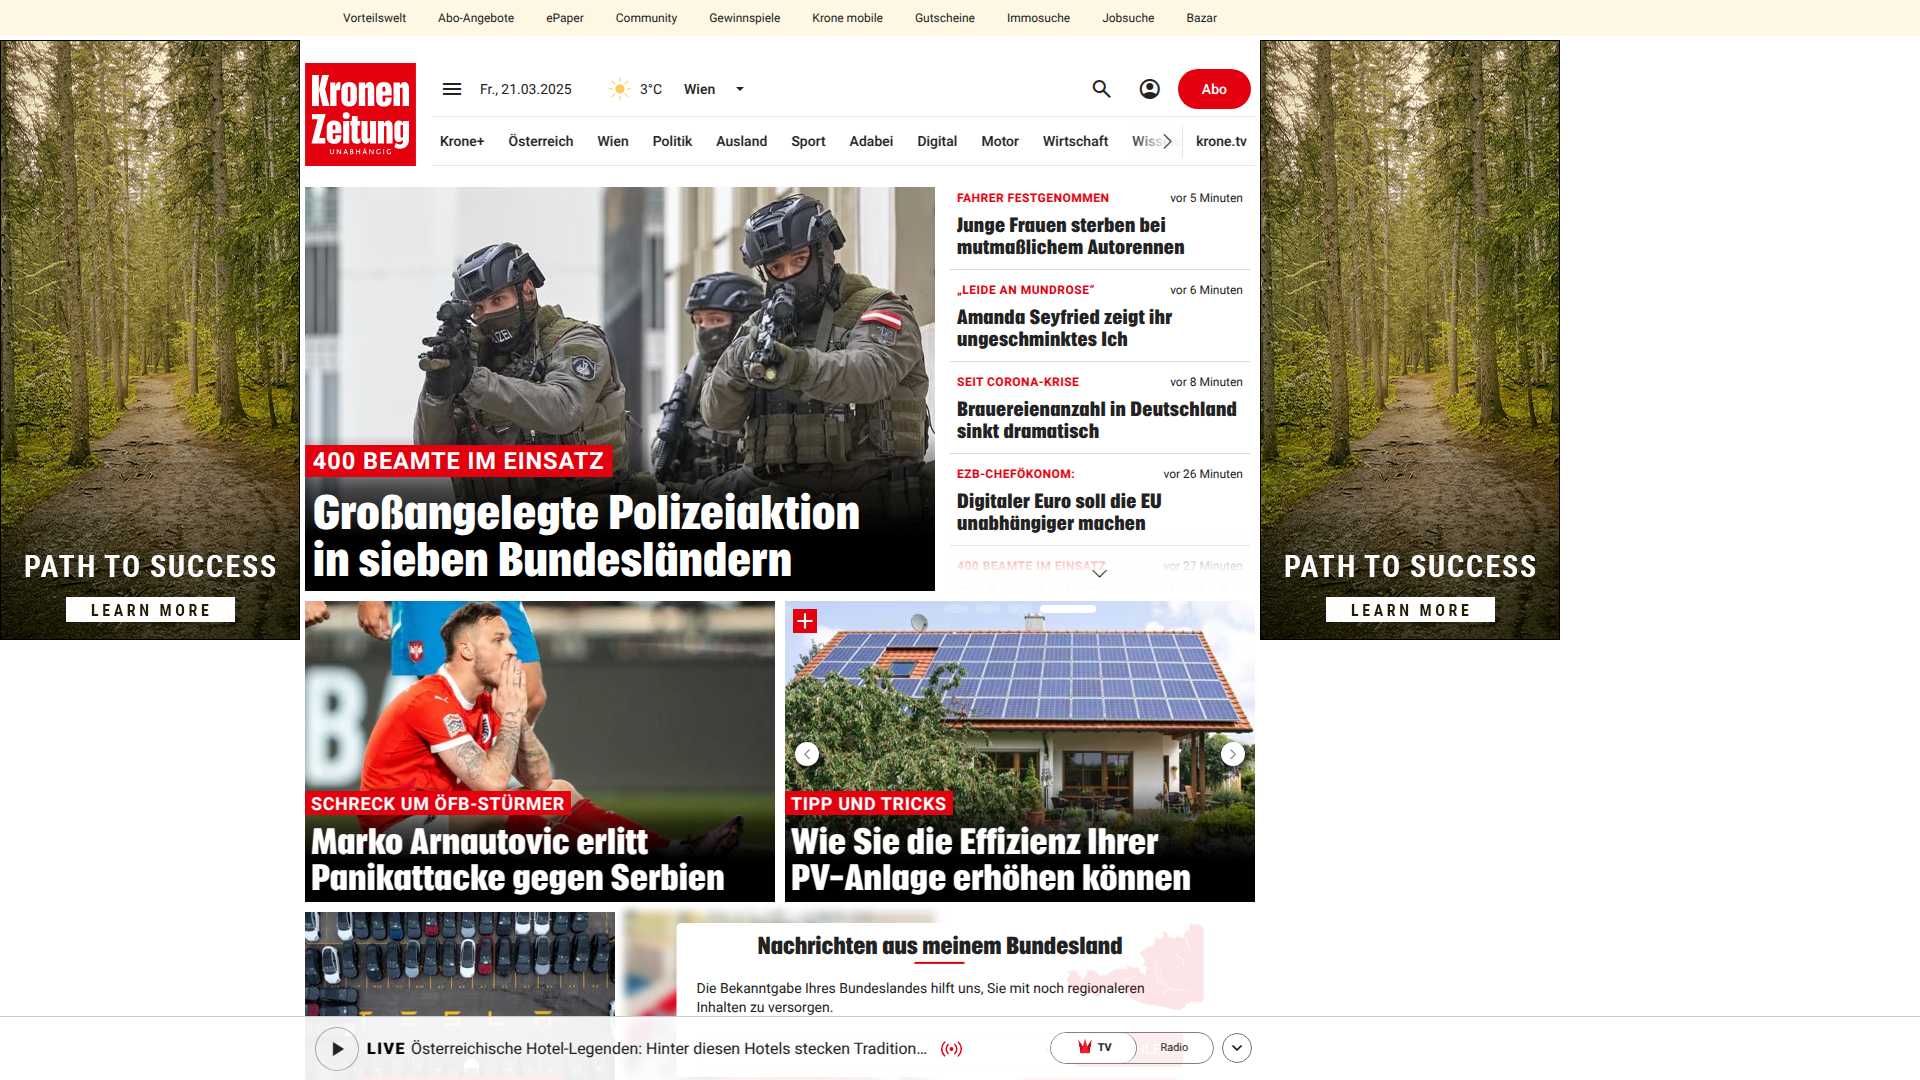 Vorteilswelt Abo-Angebote ePaper Community Gewinnspiele Krone mobile Gutscheine Immosuche Jobsuche Bazar
Kronen
Zeitung
UNABHÄNGIG
Fr., 21.03.2025 3°C Wien Abo
Krone+ Österreich Wien Politik Ausland Sport Adabei Digital Motor Wirtschaft Wiss krone.tv
PATH TO SUCCESS
LEARN MORE
400 BEAMTE IM EINSATZ
Großangelegte Polizeiaktion
in sieben Bundesländern
FAHRER FESTGENOMMEN vor 5 Minuten
Junge Frauen sterben bei
mutmaßlichem Autorennen
„LEIDE AN MUNDROSE“ vor 6 Minuten
Amanda Seyfried zeigt ihr
ungeschminktes Ich
SEIT CORONA-KRISE vor 8 Minuten
Brauereienanzahl in Deutschland
sinkt dramatisch
EZB-CHEFÖKONOM: vor 26 Minuten
Digitaler Euro soll die EU
unabhängiger machen
400 BEAMTE IM EINSATZ vor 27 Minuten
PATH TO SUCCESS
LEARN MORE
SCHRECK UM ÖFB-STÜRMER
Marko Arnautovic erlitt
Panikattacke gegen Serbien
TIPP UND TRICKS
Wie Sie die Effizienz Ihrer
PV-Anlage erhöhen können
Nachrichten aus meinem Bundesland
Die Bekanntgabe Ihres Bundeslandes hilft uns, Sie mit noch regionaleren
Inhalten zu versorgen.
LIVE Österreichische Hotel-Legenden: Hinter diesen Hotels stecken Tradition... TV Radio